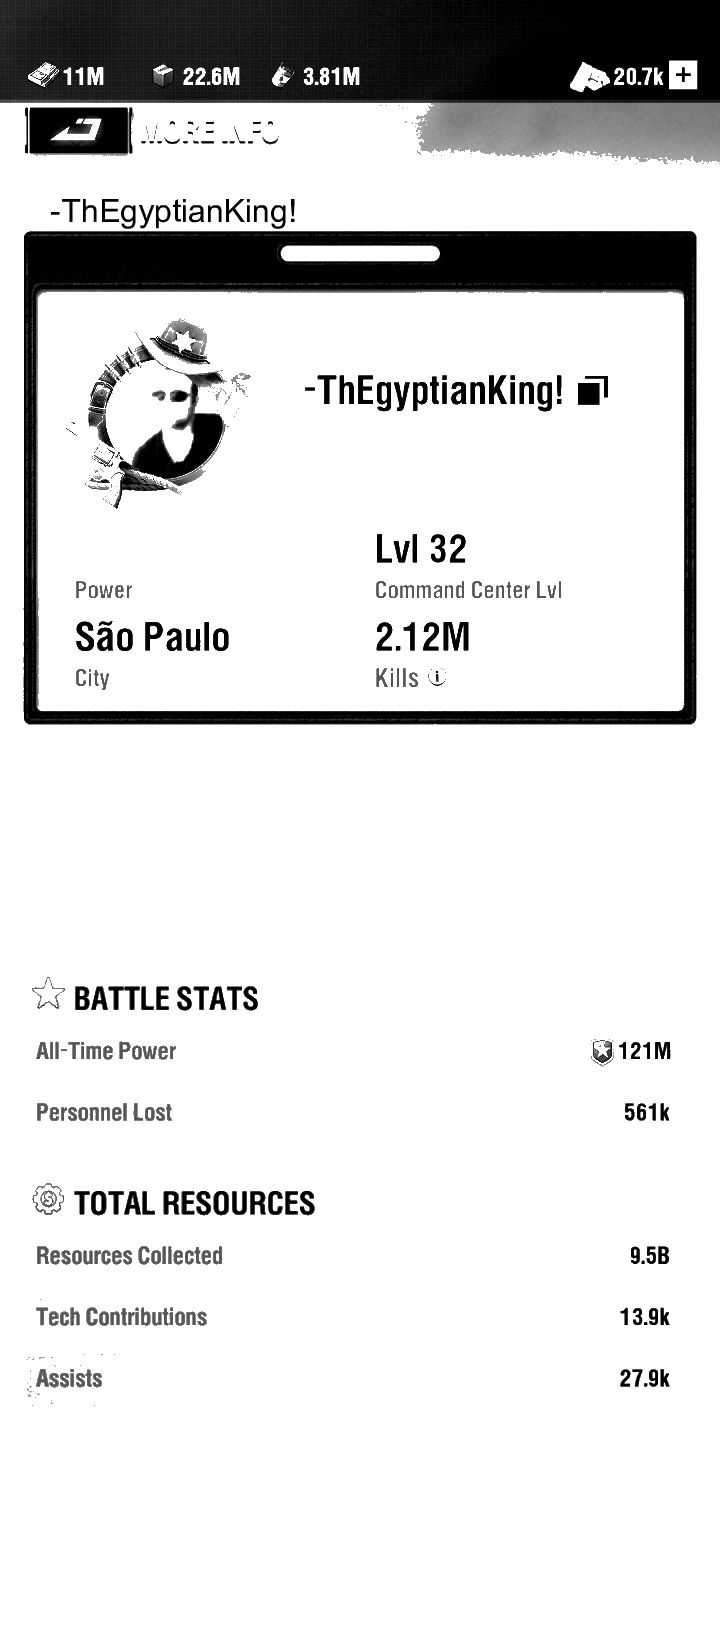 11M 22.6M 3.81M 20.7k +
MORE INFO
-ThEgyptianKing!
-ThEgyptianKing!
Lvl 32
Power Command Center Lvl
São Paulo 2.12M
City Kills i
BATTLE STATS
All-Time Power 121M
Personnel Lost 561k
TOTAL RESOURCES
Resources Collected 9.5B
Tech Contributions 13.9k
Assists 27.9k